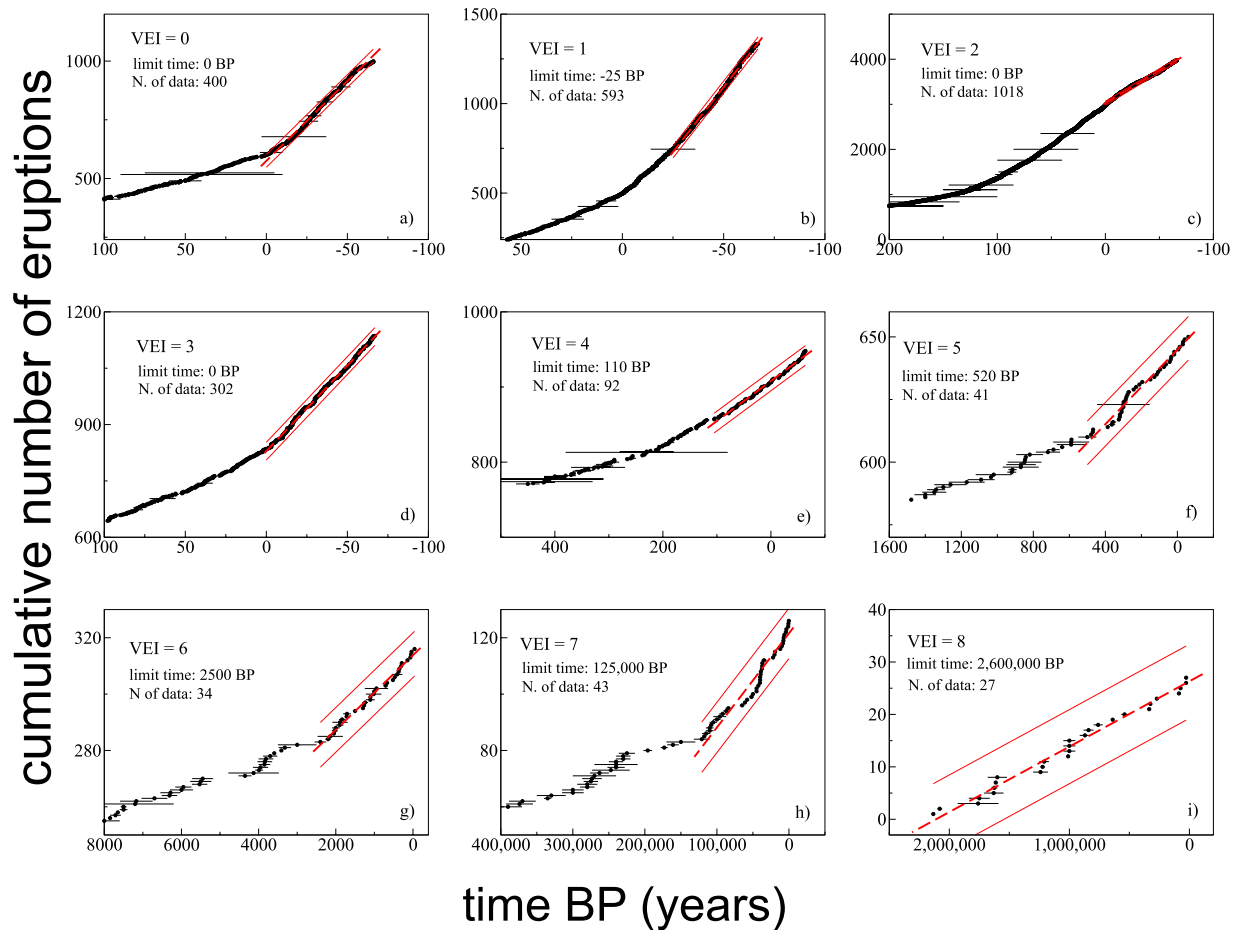 cumulative number of eruptions
1000
500
VEI = 0
limit time: 0 BP
N. of data: 400
a)
100
50
0
-50
-100
1500
1000
500
VEI = 1
limit time: -25 BP
N. of data: 593
b)
50
0
-50
-100
4000
2000
0
VEI = 2
limit time: 0 BP
N. of data: 1018
c)
200
100
0
-100
1200
900
600
VEI = 3
limit time: 0 BP
N. of data: 302
d)
100
50
0
-50
-100
1000
800
VEI = 4
limit time: 110 BP
N. of data: 92
e)
400
200
0
650
600
VEI = 5
limit time: 520 BP
N. of data: 41
f)
1600
1200
800
400
0
320
280
VEI = 6
limit time: 2500 BP
N. of data: 34
g)
8000
6000
4000
2000
0
120
80
40
VEI = 7
limit time: 125,000 BP
N of data: 43
h)
400,000
300,000
200,000
100,000
0
40
30
20
10
0
VEI = 8
limit time: 2,600,000 BP
N. of data: 27
i)
2,000,000
1,000,000
0
time BP (years)